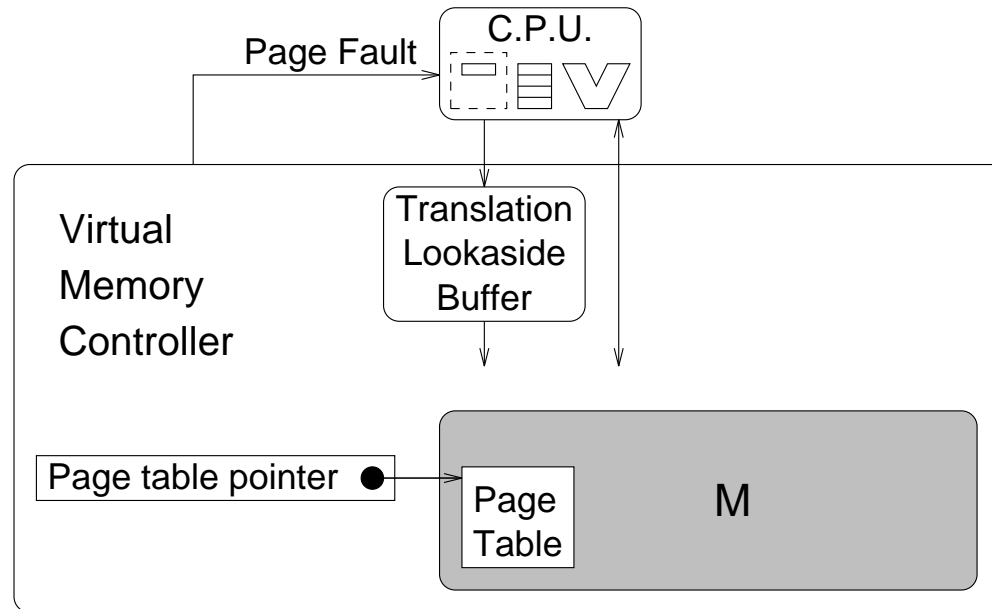 C.P.U.
Page Fault
Translation
Lookaside
Buffer
Virtual
Memory
Controller
Page table pointer
Page
Table
M